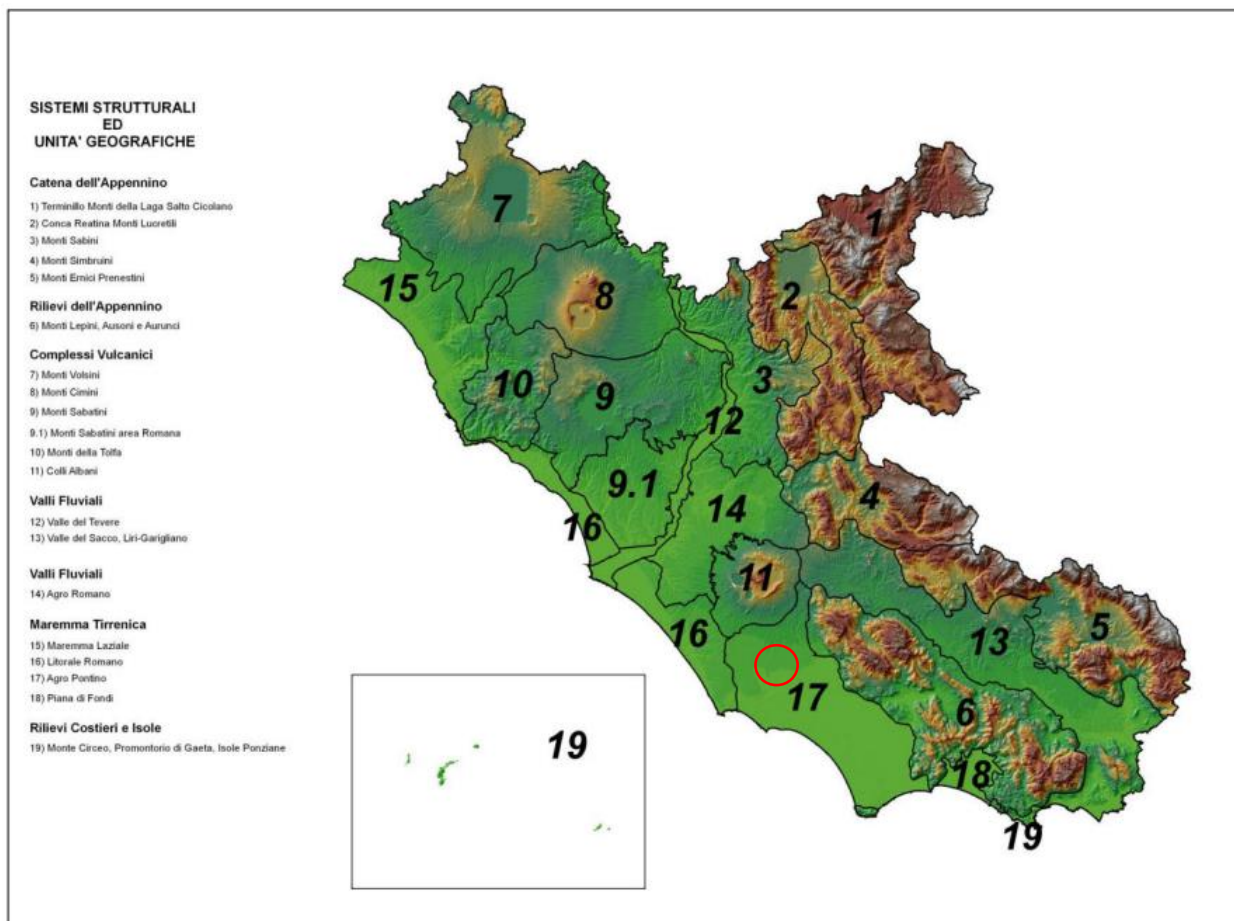 SISTEMI STRUTTURALI
ED
UNITA' GEOGRAFICHE
Catena dell'Appennino
1) Terminillo Monti della Laga Salto Cicolano
2) Conca Reatina Monti Lucretili
3) Monti Sabini
4) Monti Simbruini
5) Monti Ernici Prenestini
Rilievi dell'Appennino
6) Monti Lepini, Ausoni e Aurunci
Complessi Vulcanici
7) Monti Volsini
8) Monti Cimini
9) Monti Sabatini
9.1) Monti Sabatini area Romana
10) Monti della Tolfa
11) Colli Albani
Valli Fluviali
12) Valle del Tevere
13) Valle del Sacco, Liri-Garigliano
Valli Fluviali
14) Agro Romano
Maremma Tirrenica
15) Maremma Laziale
16) Litorale Romano
17) Agro Pontino
18) Piana di Fondi
Rilievi Costieri e Isole
19) Monte Circeo, Promontorio di Gaeta, Isole Ponziane
7
1
15
8
2
10
9
3
12
9.1
4
14
16
11
16
13
5
17
6
19
18
19